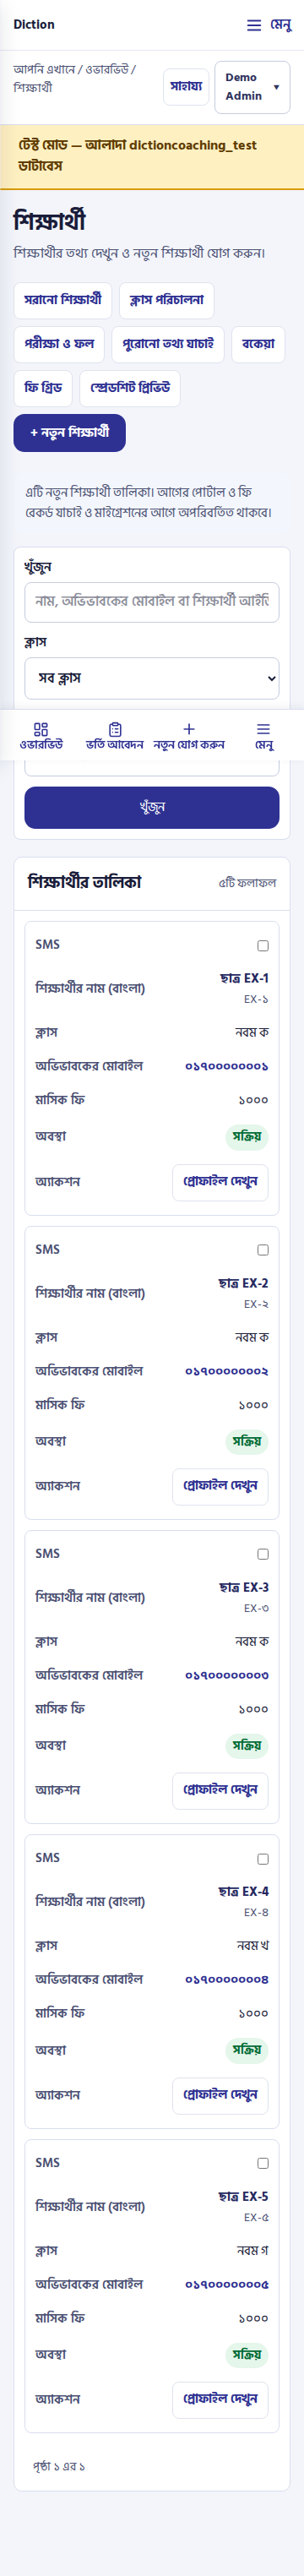 Diction
মেনু
আপনি এখানে / ওভারভিউ /
শিক্ষার্থী
সাহায্য
Demo
Admin
টেস্ট মোড — আলাদা dictioncoaching_test
ডাটাবেস
শিক্ষার্থী
শিক্ষার্থীর তথ্য দেখুন ও নতুন শিক্ষার্থী যোগ করুন।
সরানো শিক্ষার্থী
ক্লাস পরিচালনা
পরীক্ষা ও ফল
পুরোনো তথ্য যাচাই
বকেয়া
ফি গ্রিড
স্প্রেডশিট প্রিভিউ
+ নতুন শিক্ষার্থী
এটি নতুন শিক্ষার্থী তালিকা। আগের পোর্টাল ও ফি
রেকর্ড যাচাই ও মাইগ্রেশনের আগে অপরিবর্তিত থাকবে।
খুঁজুন
নাম, অভিভাবকের মোবাইল বা শিক্ষার্থী আইডি
ক্লাস
সব ক্লাস
ওভারভিউ
ভর্তি আবেদন
নতুন যোগ করুন
মেনু
খুঁজুন
শিক্ষার্থীর তালিকা
৫টি ফলাফল
SMS
শিক্ষার্থীর নাম (বাংলা)
ছাত্র EX-1
EX-১
ক্লাস
নবম ক
অভিভাবকের মোবাইল
০১৭০০০০০০০১
মাসিক ফি
১০০০
অবস্থা
সক্রিয়
অ্যাকশন
প্রোফাইল দেখুন
SMS
শিক্ষার্থীর নাম (বাংলা)
ছাত্র EX-2
EX-২
ক্লাস
নবম ক
অভিভাবকের মোবাইল
০১৭০০০০০০০২
মাসিক ফি
১০০০
অবস্থা
সক্রিয়
অ্যাকশন
প্রোফাইল দেখুন
SMS
শিক্ষার্থীর নাম (বাংলা)
ছাত্র EX-3
EX-৩
ক্লাস
নবম ক
অভিভাবকের মোবাইল
০১৭০০০০০০০৩
মাসিক ফি
১০০০
অবস্থা
সক্রিয়
অ্যাকশন
প্রোফাইল দেখুন
SMS
শিক্ষার্থীর নাম (বাংলা)
ছাত্র EX-4
EX-৪
ক্লাস
নবম খ
অভিভাবকের মোবাইল
০১৭০০০০০০০৪
মাসিক ফি
১০০০
অবস্থা
সক্রিয়
অ্যাকশন
প্রোফাইল দেখুন
SMS
শিক্ষার্থীর নাম (বাংলা)
ছাত্র EX-5
EX-৫
ক্লাস
নবম গ
অভিভাবকের মোবাইল
০১৭০০০০০০০৫
মাসিক ফি
১০০০
অবস্থা
সক্রিয়
অ্যাকশন
প্রোফাইল দেখুন
পৃষ্ঠা ১ এর ১